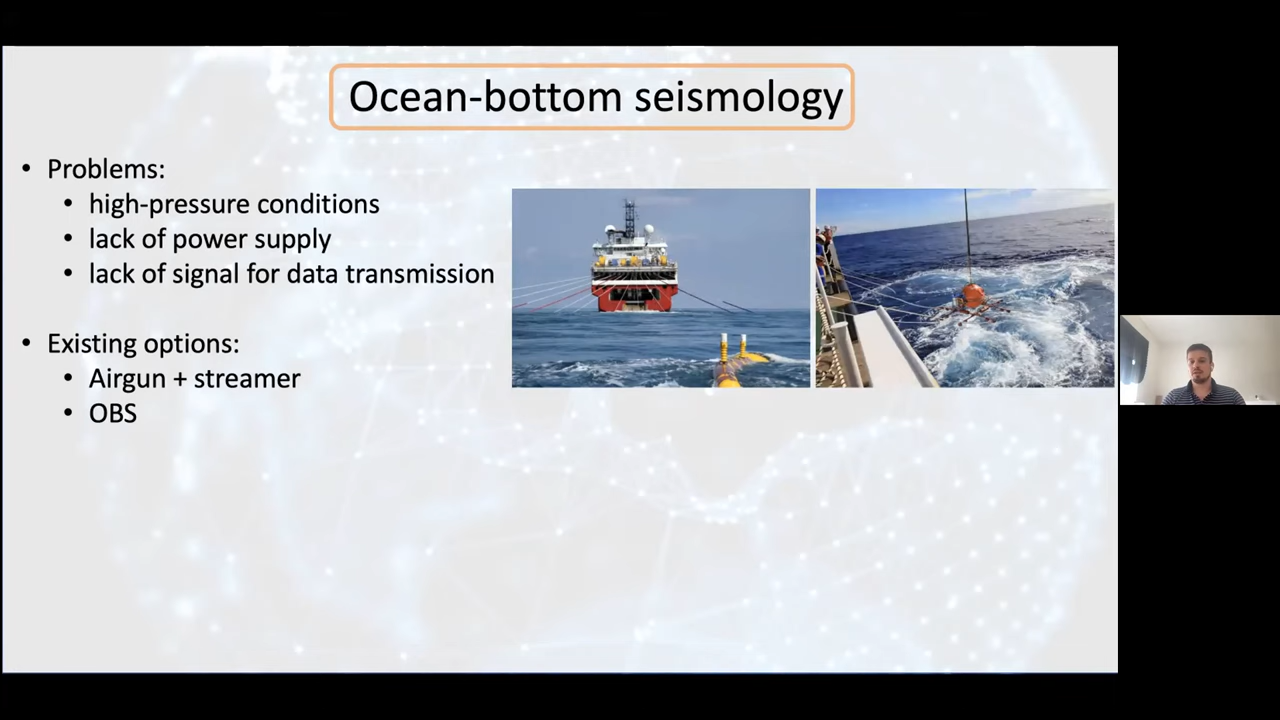 Ocean-bottom seismology
• Problems:
• high-pressure conditions
• lack of power supply
• lack of signal for data transmission
• Existing options:
• Airgun + streamer
• OBS